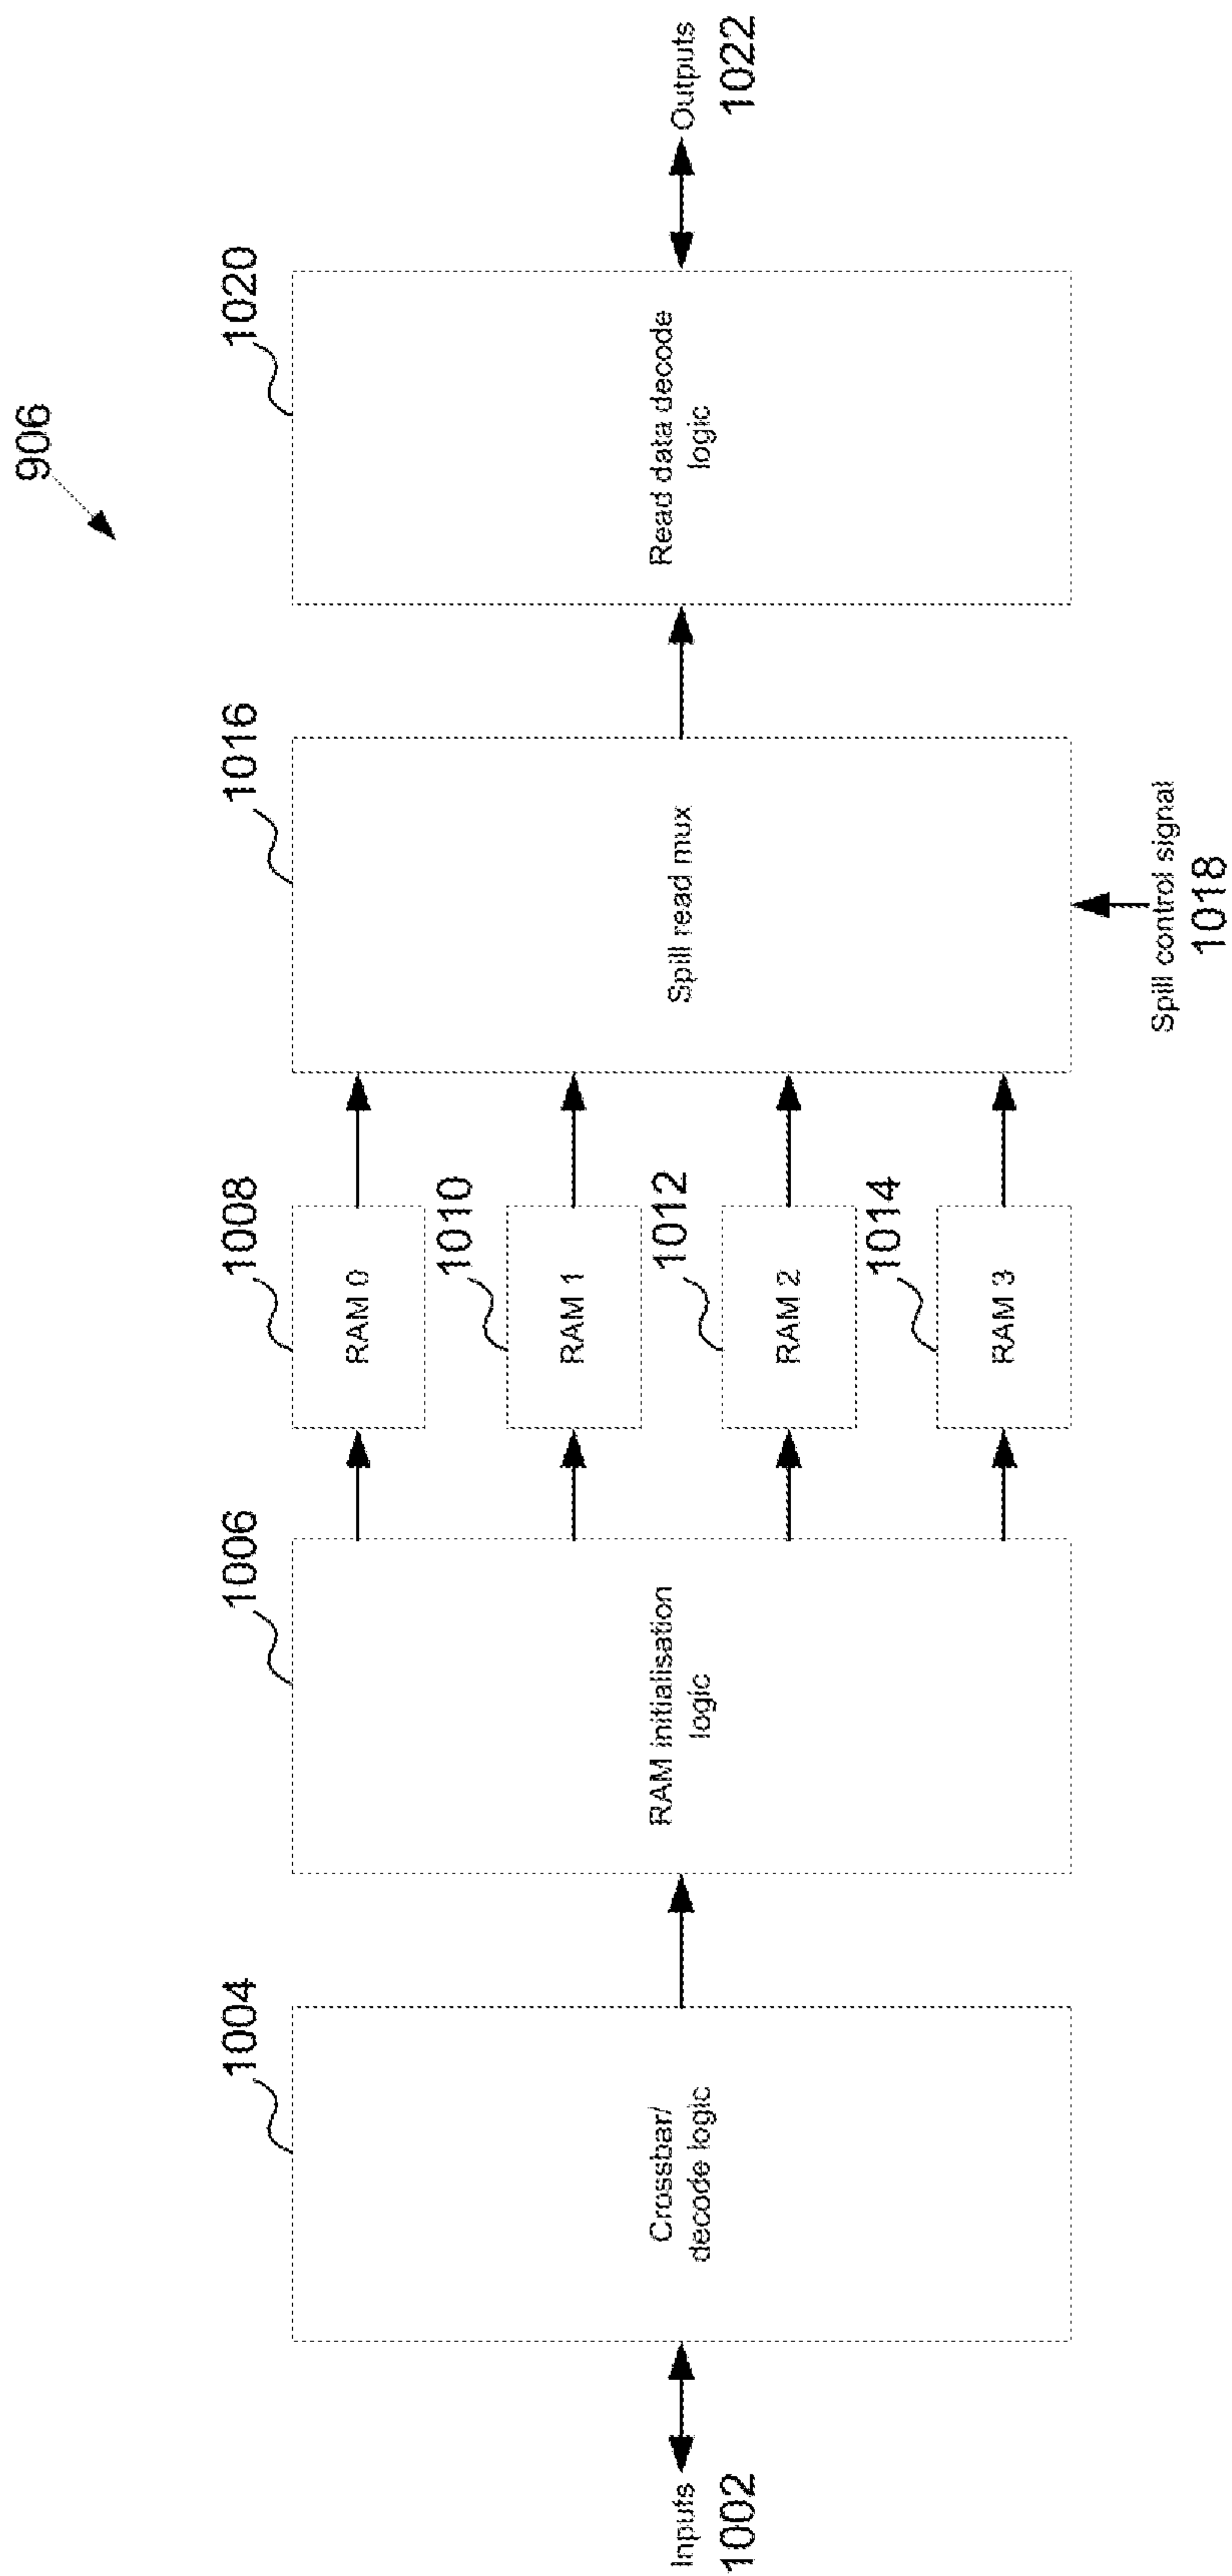 906
1004
1006
1008
1010
1012
1014
1016
1020
Inputs
1002
Crossbar/
decode logic
RAM initialisation
logic
RAM 0
RAM 1
RAM 2
RAM 3
Spill read mux
Spill control signal
1018
Read data decode
logic
Outputs
1022